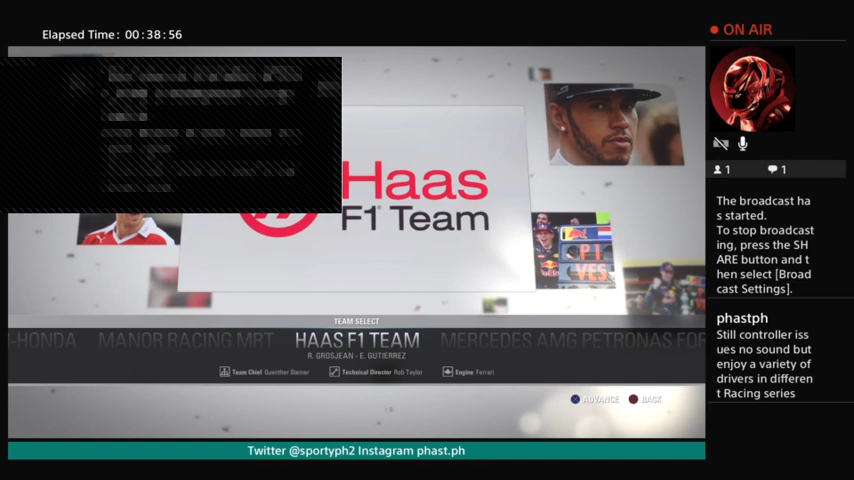 Elapsed Time: 00:38:56
ON AIR
1 1
The broadcast ha
s started.
To stop broadcast
ing, press the SH
ARE button and t
hen select [Broad
cast Settings].
phastph
Still controller iss
ues no sound but
enjoy a variety of
drivers in differen
t Racing series
Haas
F1 Team
P1
VES
TEAM SELECT
-HONDA MANOR RACING MRT HAAS F1 TEAM MERCEDES AMG PETRONAS FOR
R. GROSJEAN - E. GUTIERREZ
Team Chief Guenther Steiner Technical Director Rob Taylor Engine Ferrari
ADVANCE BACK
Twitter @sportyph2 Instagram phast.ph